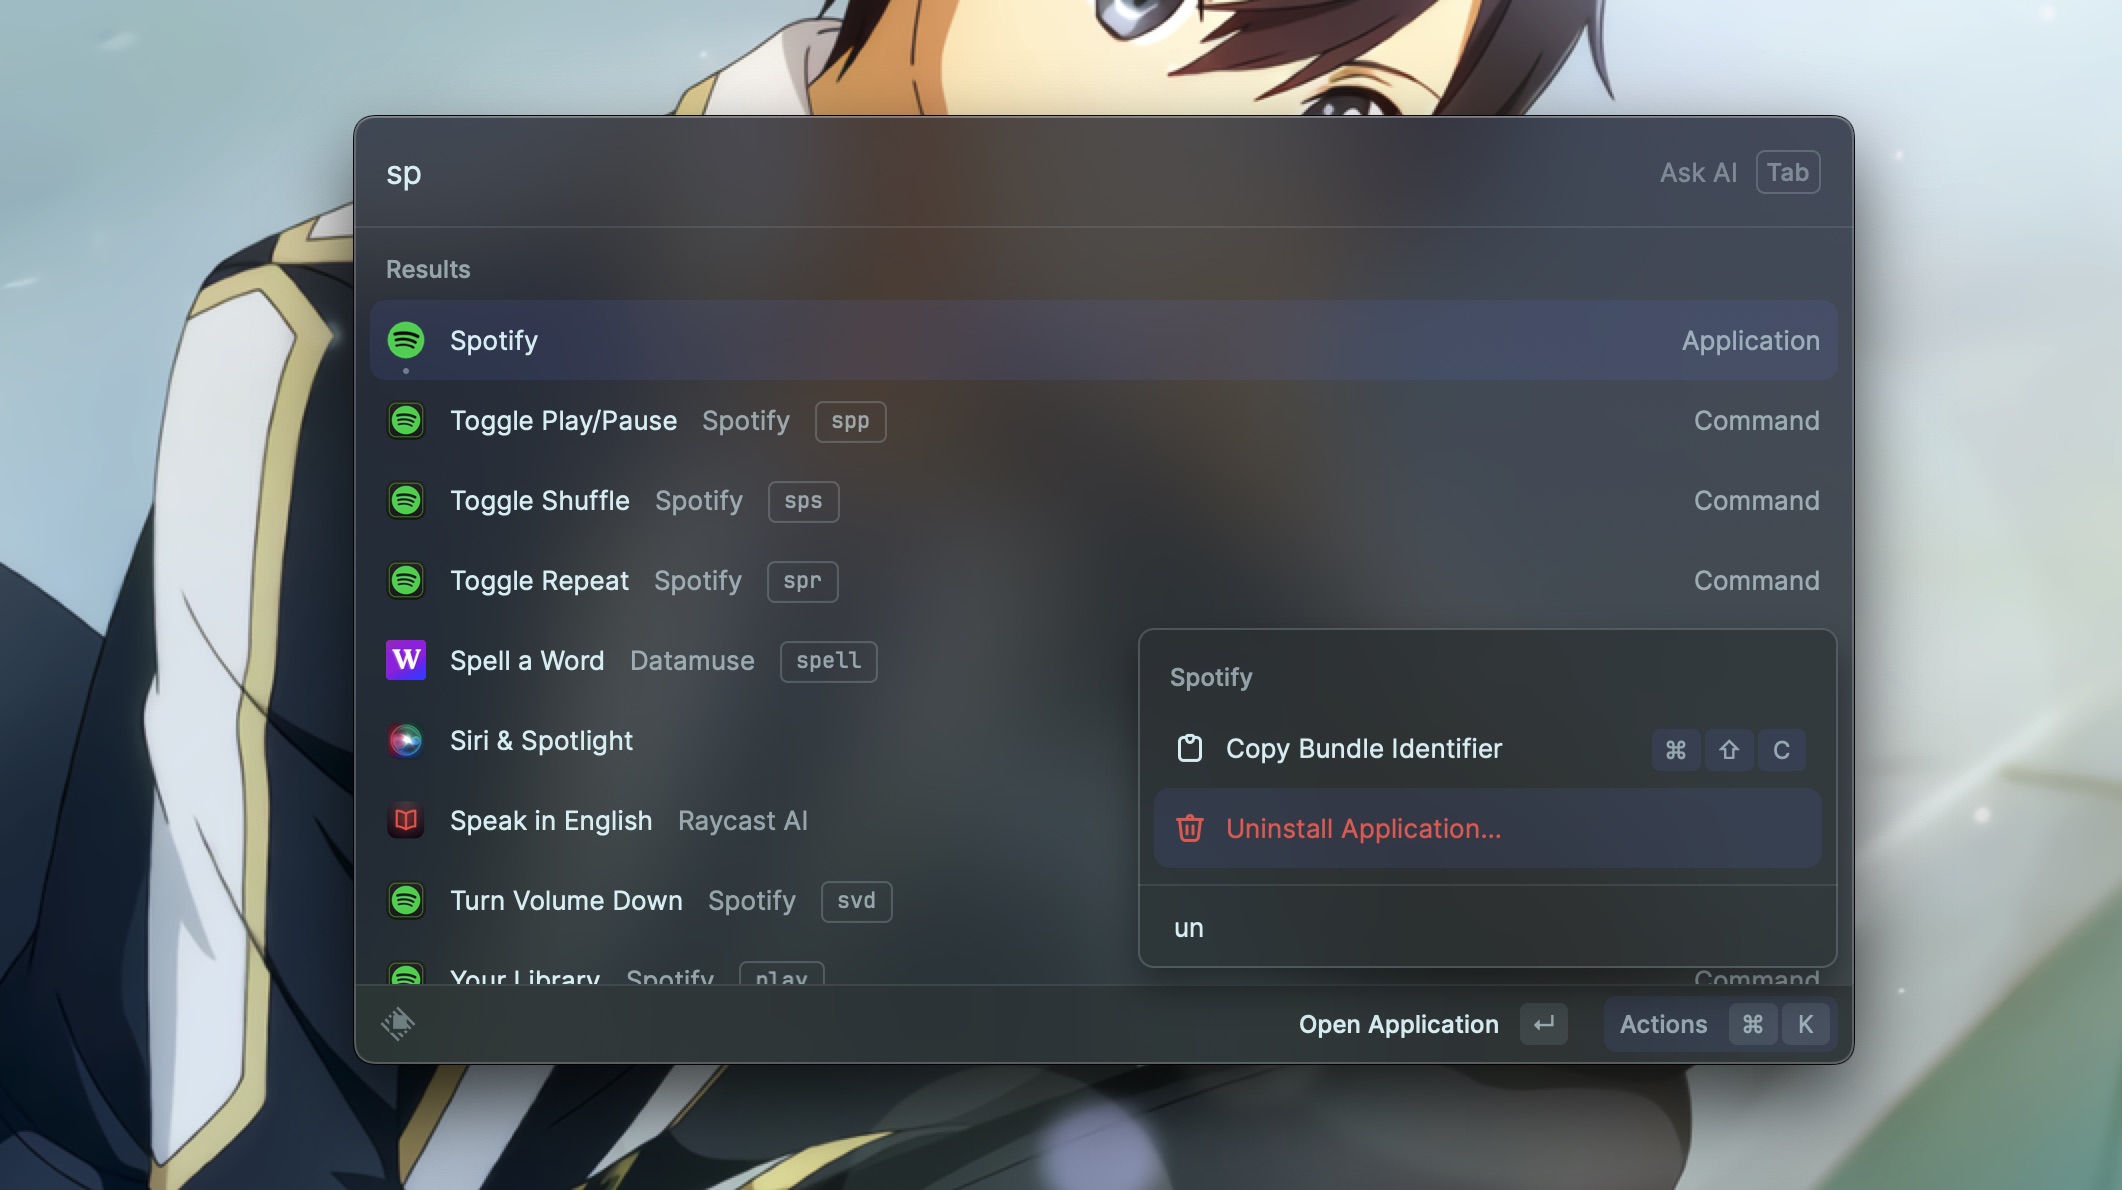 sp
Ask AI Tab
Results
Spotify Application
Toggle Play/Pause Spotify spp Command
Toggle Shuffle Spotify sps Command
Toggle Repeat Spotify spr Command
W Spell a Word Datamuse spell
Siri & Spotlight
Speak in English Raycast AI
Turn Volume Down Spotify svd
Your Library Spotify play Command
Spotify
Copy Bundle Identifier ⌘ ⇧ C
Uninstall Application...
un
Open Application ↵ Actions ⌘ K